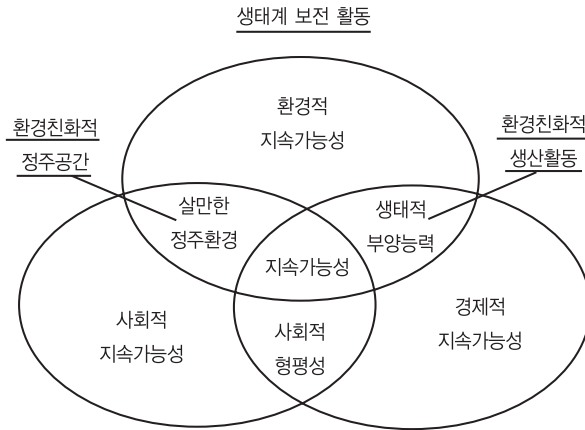 생태계 보전 활동
환경적
지속가능성
환경친화적
정주공간
환경친화적
생산활동
살만한
정주환경
생태적
부양능력
지속가능성
사회적
지속가능성
사회적
형평성
경제적
지속가능성